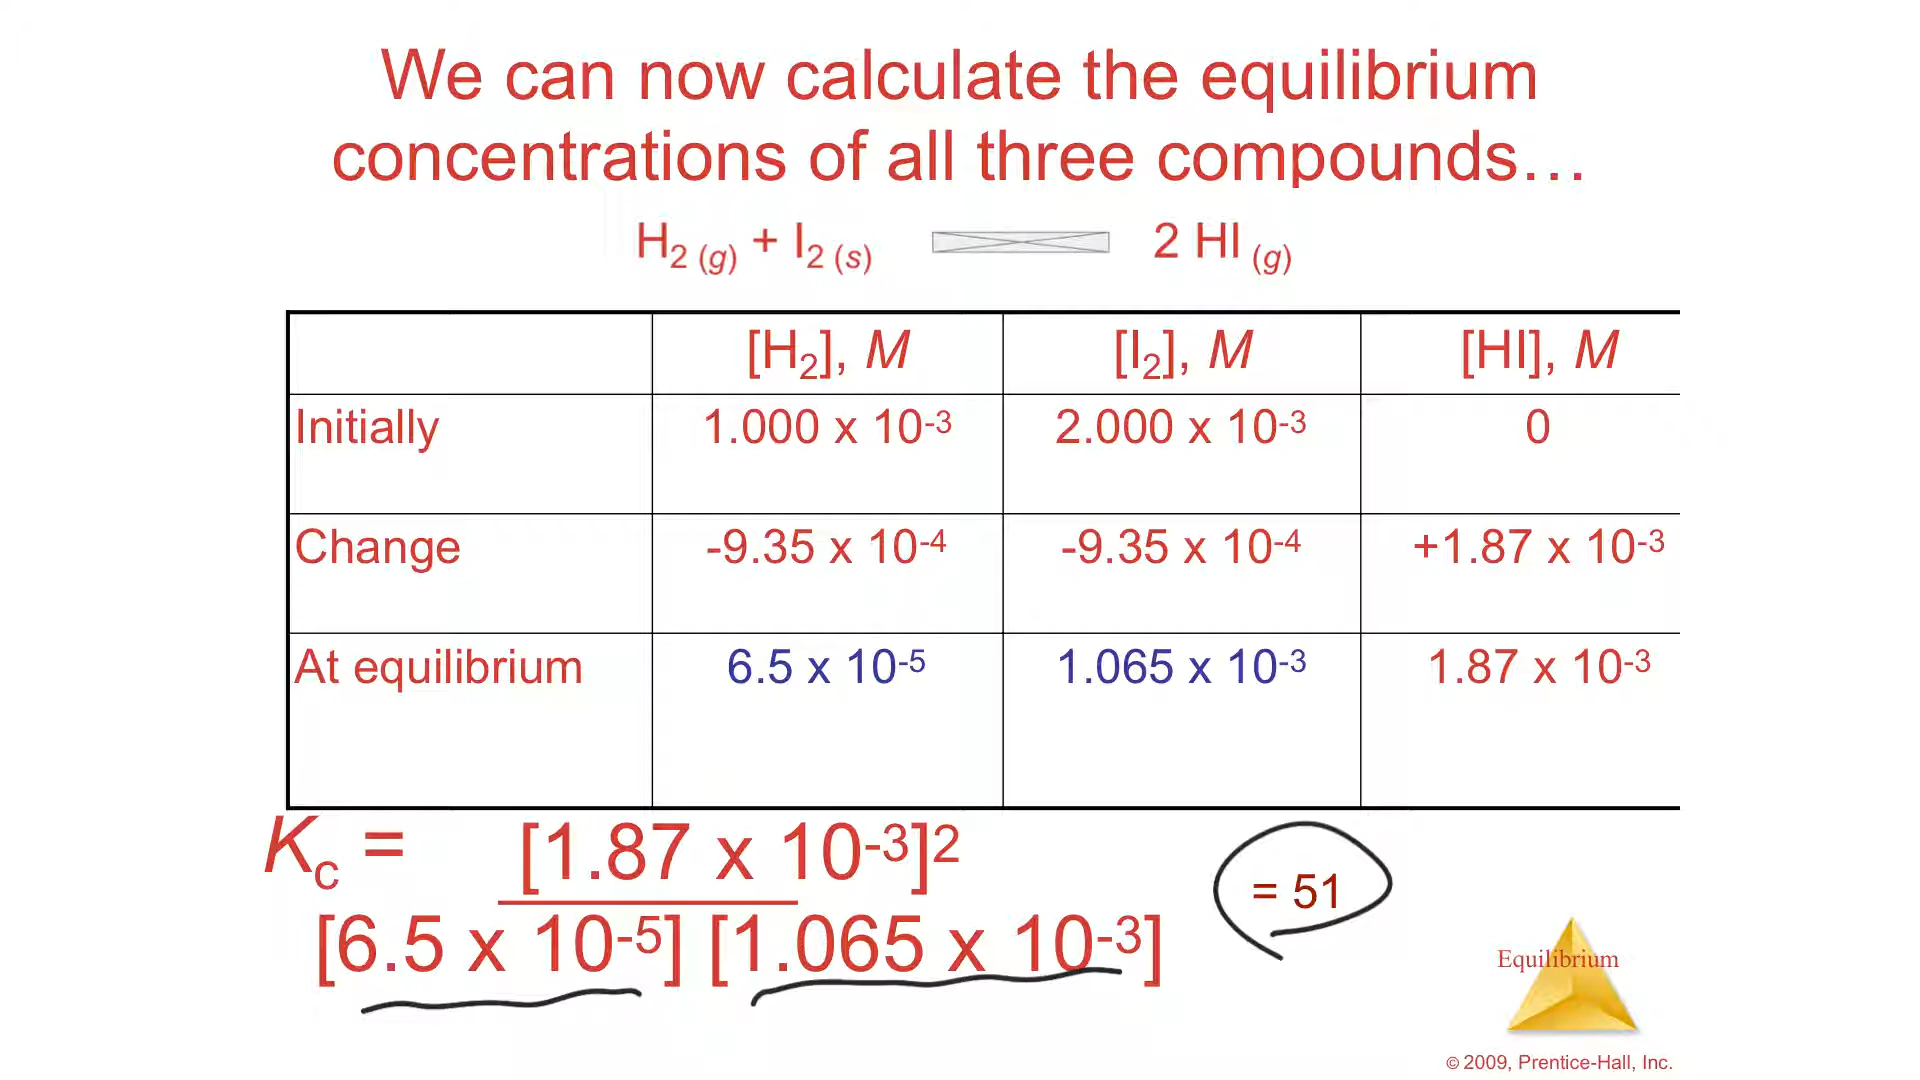 We can now calculate the equilibrium
concentrations of all three compounds…
H2 (g) + I2 (s) 2 HI (g)
[H2], M [I2], M [HI], M
Initially 1.000 x 10-3 2.000 x 10-3 0
Change -9.35 x 10-4 -9.35 x 10-4 +1.87 x 10-3
At equilibrium 6.5 x 10-5 1.065 x 10-3 1.87 x 10-3
Kc = [1.87 x 10-3]2
= 51
[6.5 x 10-5] [1.065 x 10-3]
Equilibrium
© 2009, Prentice-Hall, Inc.